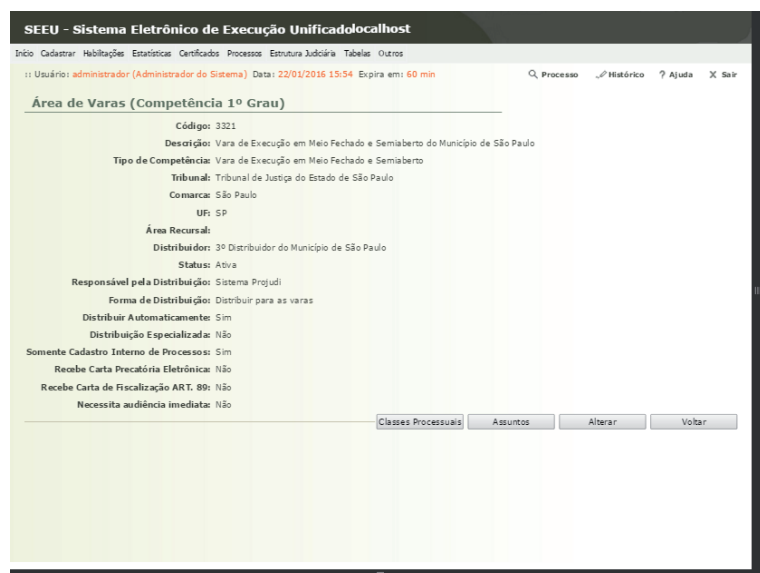 SEEU - Sistema Eletrônico de Execução Unificadolocalhost
Início Cadastrar Habilitações Estatísticas Certificados Processos Estrutura Judiciária Tabelas Outros
:: Usuário: administrador (Administrador do Sistema) Data: 22/01/2016 15:54 Expira em: 60 min Processo Histórico ? Ajuda X Sair
Área de Varas (Competência 1º Grau)
Código: 3321
Descrição: Vara de Execução em Meio Fechado e Semiaberto do Município de São Paulo
Tipo de Competência: Vara de Execução em Meio Fechado e Semiaberto
Tribunal: Tribunal de Justiça do Estado de São Paulo
Comarca: São Paulo
UF: SP
Área Recursal:
Distribuidor: 3º Distribuidor do Município de São Paulo
Status: Ativa
Responsável pela Distribuição: Sistema Projudi
Forma de Distribuição: Distribuir para as varas
Distribuir Automaticamente: Sim
Distribuição Especializada: Não
Somente Cadastro Interno de Processos: Sim
Recebe Carta Precatória Eletrônica: Não
Recebe Carta de Fiscalização ART. 89: Não
Necessita audiência imediata: Não
Classes Processuais Assuntos Alterar Voltar